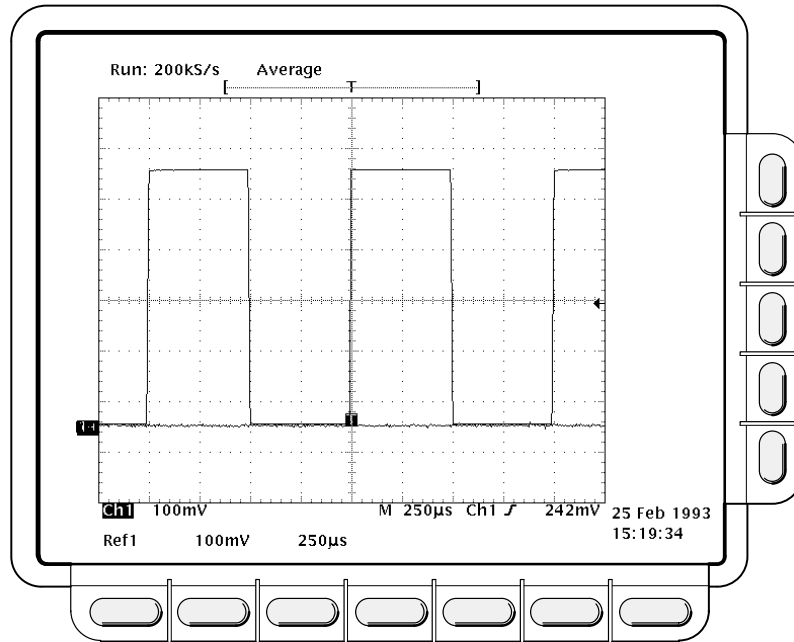 Run: 200kS/s Average
[ T ]
T
Ch1 100mV M 250µs Ch1 ʃ 242mV
Ref1 100mV 250µs
25 Feb 1993
15:19:34